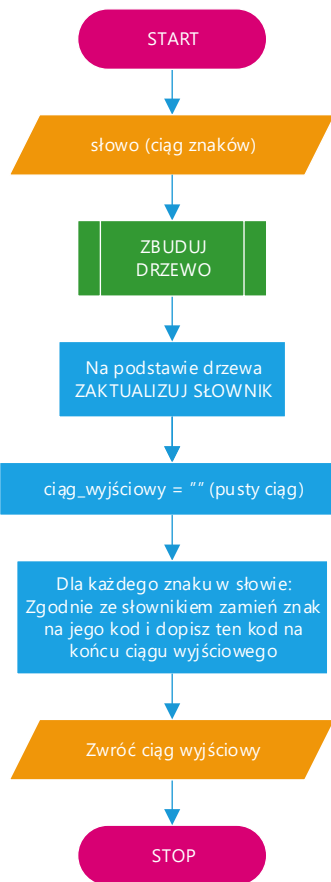 START
słowo (ciąg znaków)
ZBUDUJ
DRZEWO
Na podstawie drzewa
ZAKTUALIZUJ SŁOWNIK
ciąg_wyjściowy = "" (pusty ciąg)
Dla każdego znaku w słowie:
Zgodnie ze słownikiem zamień znak
na jego kod i dopisz ten kod na
końcu ciągu wyjściowego
Zwróć ciąg wyjściowy
STOP